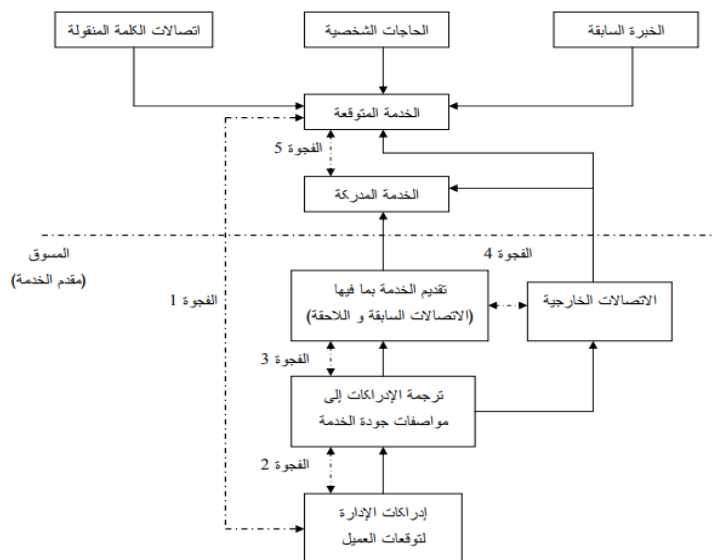 الخبرة السابقة
الحاجات الشخصية
اتصالات الكلمة المنقولة
الخدمة المتوقعة
الفجوة 5
الخدمة المدركة
المسوق
(مقدم الخدمة)
الفجوة 4
الفجوة 1
تقديم الخدمة بما فيها
(الاتصالات السابقة و اللاحقة)
الاتصالات الخارجية
الفجوة 3
ترجمة الإدراكات إلى
مواصفات جودة الخدمة
الفجوة 2
إدراكات الإدارة
لتوقعات العميل